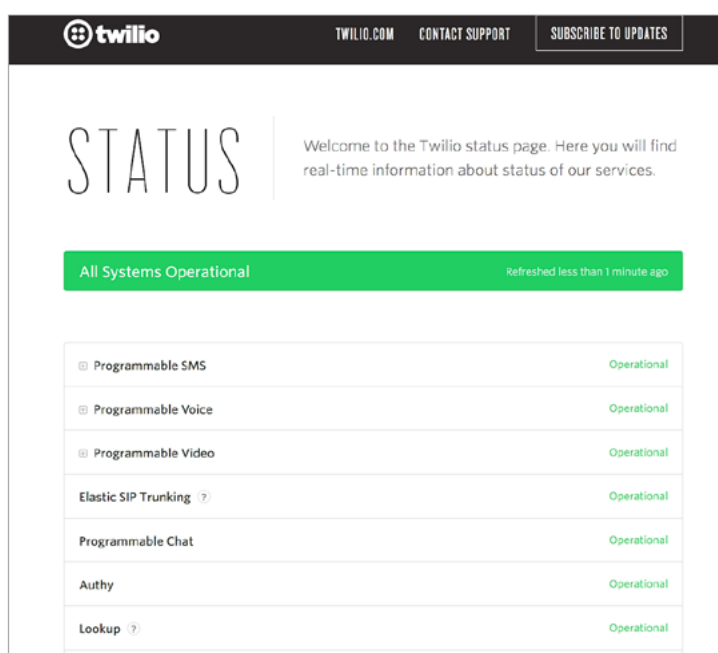 twilio TWILIO.COM CONTACT SUPPORT SUBSCRIBE TO UPDATES
STATUS
Welcome to the Twilio status page. Here you will find
real-time information about status of our services.
All Systems Operational Refreshed less than 1 minute ago
Programmable SMS Operational
Programmable Voice Operational
Programmable Video Operational
Elastic SIP Trunking ? Operational
Programmable Chat Operational
Authy Operational
Lookup ? Operational